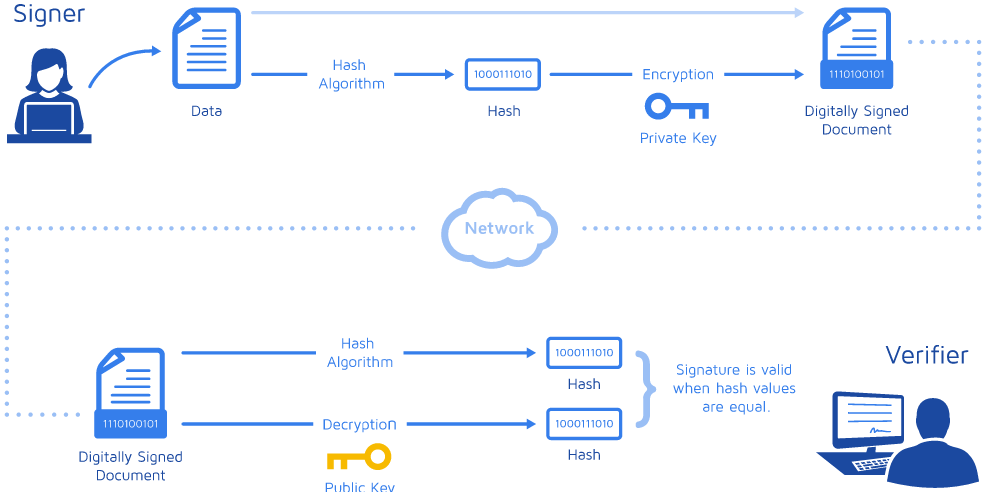 Signer
Hash
Algorithm
1000111010
Encryption
1110100101
Data
Hash
Private Key
Digitally Signed
Document
Network
Hash
Algorithm
1000111010
Hash
Signature is valid
when hash values
are equal.
Verifier
1110100101
Decryption
1000111010
Hash
Digitally Signed
Document
Public Key